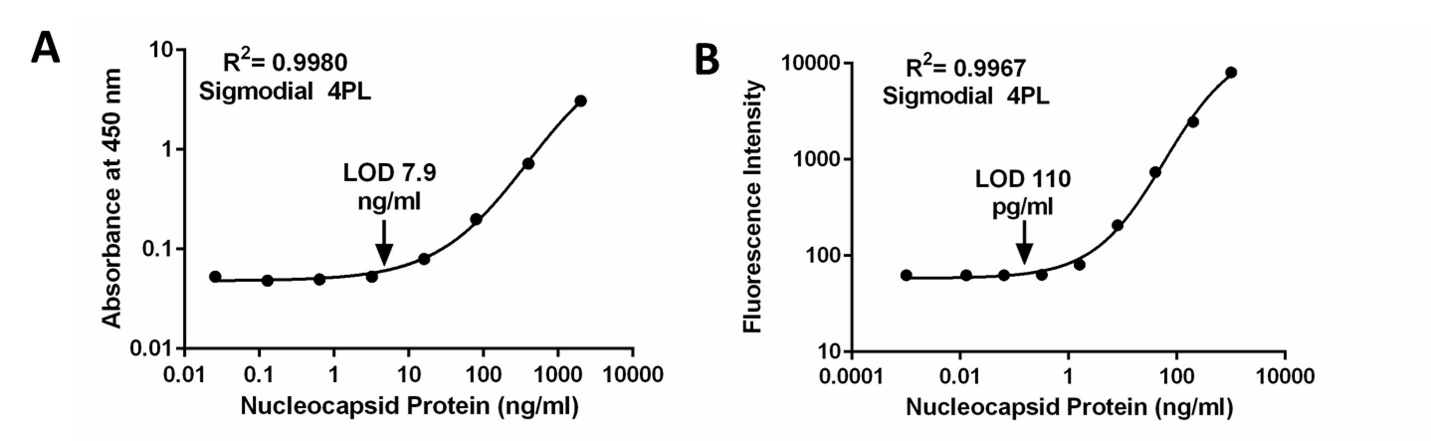 A
R2= 0.9980
Sigmodial 4PL
LOD 7.9
ng/ml
Absorbance at 450 nm
10
1
0.1
0.01
0.01 0.1 1 10 100 1000 10000
Nucleocapsid Protein (ng/ml)
B
R2= 0.9967
Sigmodial 4PL
LOD 110
pg/ml
Fluorescence Intensity
10000
1000
100
10
0.0001 0.01 1 100 10000
Nucleocapsid Protein (ng/ml)